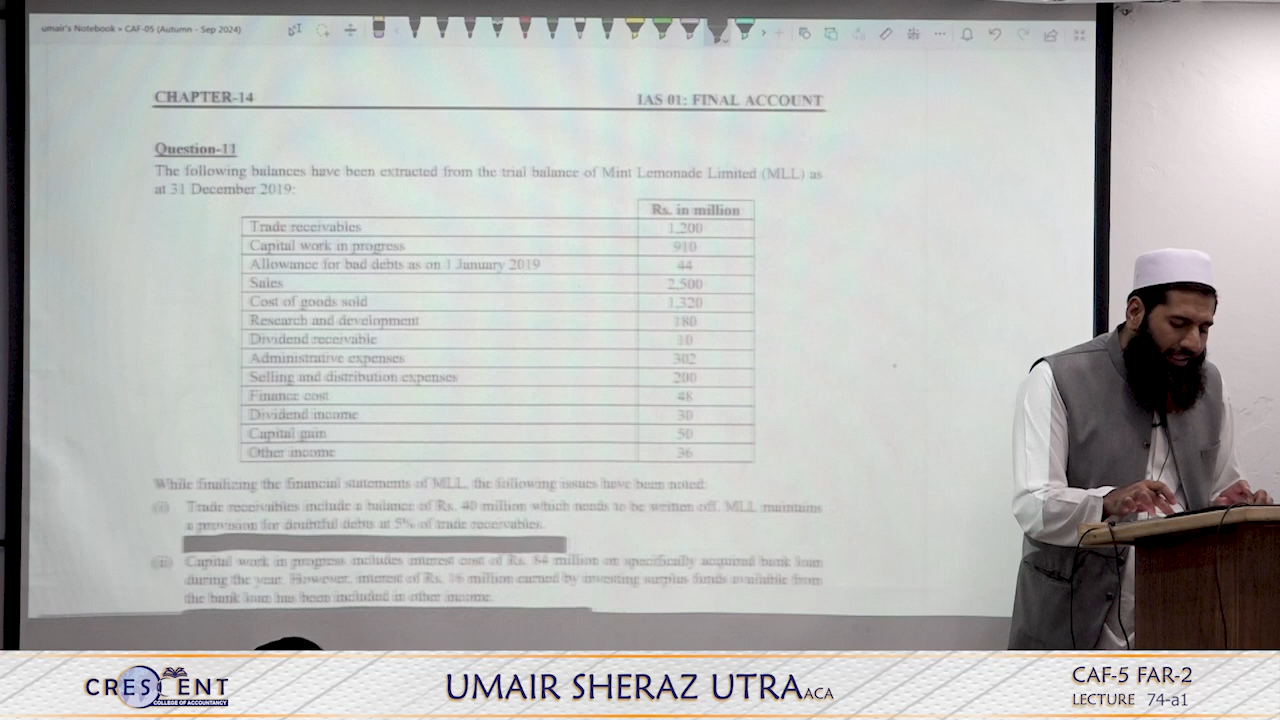 umair's Notebook » CAF-05 (Autumn - Sep 2024)
CHAPTER-14 IAS 01: FINAL ACCOUNT
Question-11
The following balances have been extracted from the trial balance of Mint Lemonade Limited (MLL) as
at 31 December 2019:
Rs. in million
Trade receivables 1,200
Capital work in progress 910
Allowance for bad debts as on 1 January 2019 44
Sales 2,500
Cost of goods sold 1,320
Research and development 180
Dividend receivable 10
Administrative expenses 302
Selling and distribution expenses 200
Finance cost 48
Dividend income 30
Capital gain 50
Other income 36
While finalizing the financial statements of MLL, the following issues have been noted:
(i) Trade receivables include a balance of Rs. 40 million which needs to be written off. MLL maintains
a provision for doubtful debts at 5% of trade receivables.
(ii) Capital work in progress includes interest cost of Rs. 84 million on specifically acquired bank loan
during the year. However, interest of Rs. 16 million earned by investing surplus funds available from
the bank loan has been included in other income.
CRESCENT
COLLEGE OF ACCOUNTANCY
UMAIR SHERAZ UTRA ACA
CAF-5 FAR-2
LECTURE 74-a1